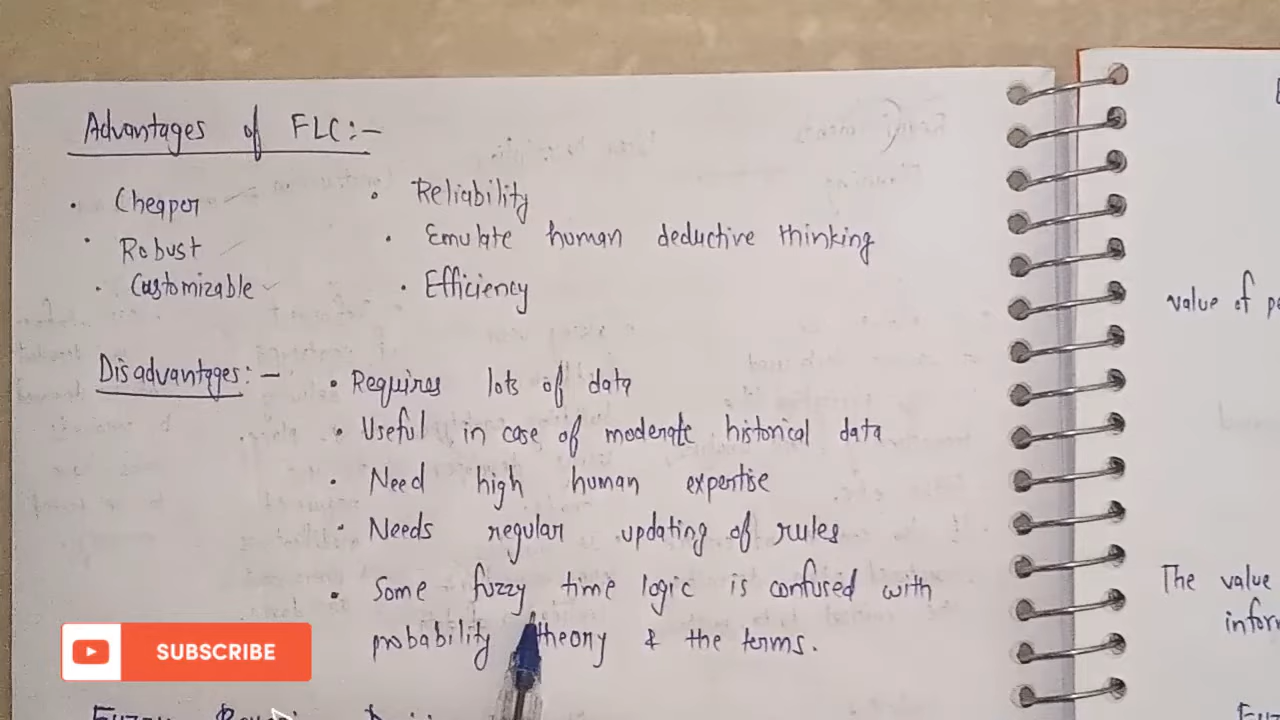 Advantages of FLC:-
• Cheaper
• Robust
• Customizable
• Reliability
• Emulate human deductive thinking
• Efficiency
Disadvantages:-
• Requires lots of data
• Useful in case of moderate historical data
• Need high human expertise
• Needs regular updating of rules
• Some fuzzy time logic is confused with
probability theory & the terms.
SUBSCRIBE
value of
The value